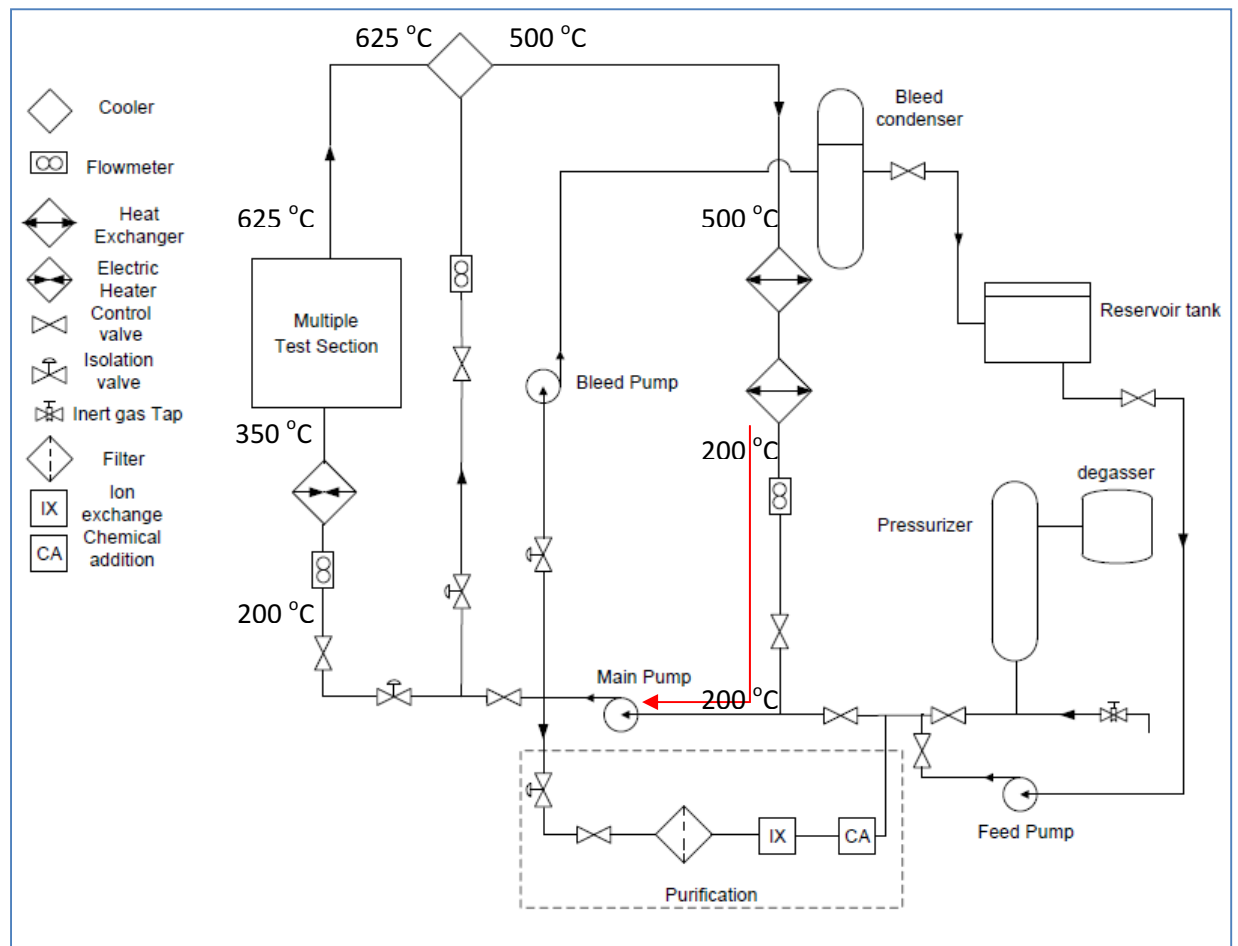 625 °C
500 °C
Cooler
Flowmeter
Heat
Exchanger
Electric
Heater
Control
valve
Isolation
valve
Inert gas Tap
Filter
IX
Ion
exchange
CA
Chemical
addition
625 °C
Multiple
Test Section
350 °C
200 °C
Bleed
condenser
500 °C
Reservoir tank
Bleed Pump
200 °C
degasser
Pressurizer
Main Pump
200 °C
Feed Pump
IX
CA
Purification